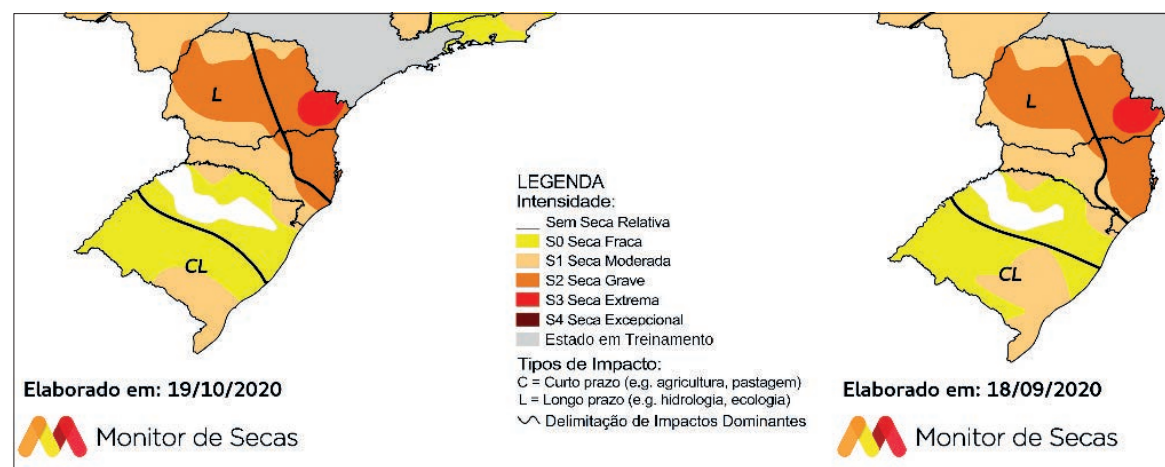 L
CL
Elaborado em: 19/10/2020
Monitor de Secas
LEGENDA
Intensidade:
Sem Seca Relativa
S0 Seca Fraca
S1 Seca Moderada
S2 Seca Grave
S3 Seca Extrema
S4 Seca Excepcional
Estado em Treinamento
Tipos de Impacto:
C = Curto prazo (e.g. agricultura, pastagem)
L = Longo prazo (e.g. hidrologia, ecologia)
Delimitação de Impactos Dominantes
L
CL
Elaborado em: 18/09/2020
Monitor de Secas